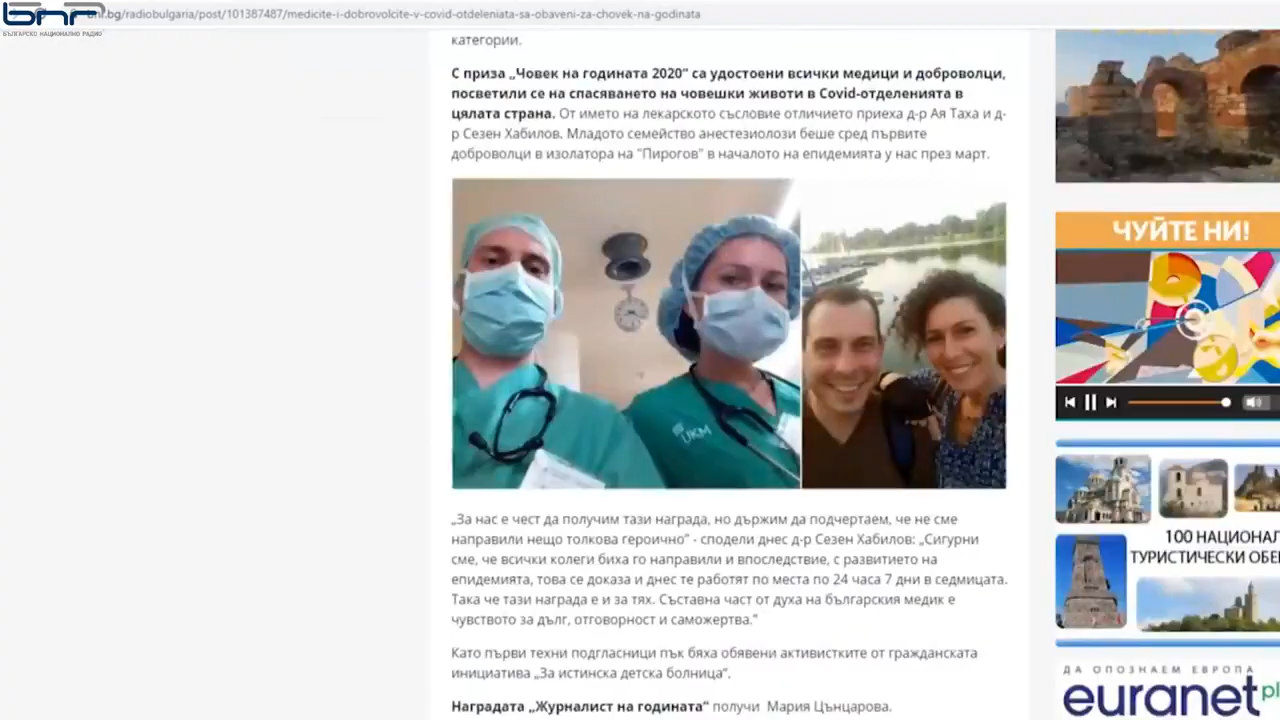 bnr
БЪЛГАРСКО НАЦИОНАЛНО РАДИО
bnr.bg/radiobulgaria/post/101387487/medicite-i-dobrovolcite-v-covid-otdeleniata-sa-obaveni-za-chovek-na-godinata
категории.
С приза „Човек на годината 2020“ са удостоени всички медици и доброволци,
посветили се на спасяването на човешки животи в Covid-отделенията в
цялата страна. От името на лекарското съсловие отличието приеха д-р Ая Таха и д-
р Сезен Хабилов. Младото семейство анестезиолози беше сред първите
доброволци в изолатора на "Пирогов" в началото на епидемията у нас през март.
UKM
„За нас е чест да получим тази награда, но държим да подчертаем, че не сме
направили нещо толкова героично” - сподели днес д-р Сезен Хабилов: „Сигурни
сме, че всички колеги биха го направили и впоследствие, с развитието на
епидемията, това се доказа и днес те работят по места по 24 часа 7 дни в седмицата.
Така че тази награда е и за тях. Съставна част от духа на българския медик е
чувството за дълг, отговорност и саможертва."
Като първи техни подгласници пък бяха обявени активистките от гражданската
инициатива „За истинска детска болница”.
Наградата „Журналист на годината“ получи Мария Цънцарова.
ЧУЙТЕ НИ!
100 НАЦИОНАЛ
ТУРИСТИЧЕСКИ ОБЕ
ДА ОПОЗНАЕМ ЕВРОПА
euranet pl